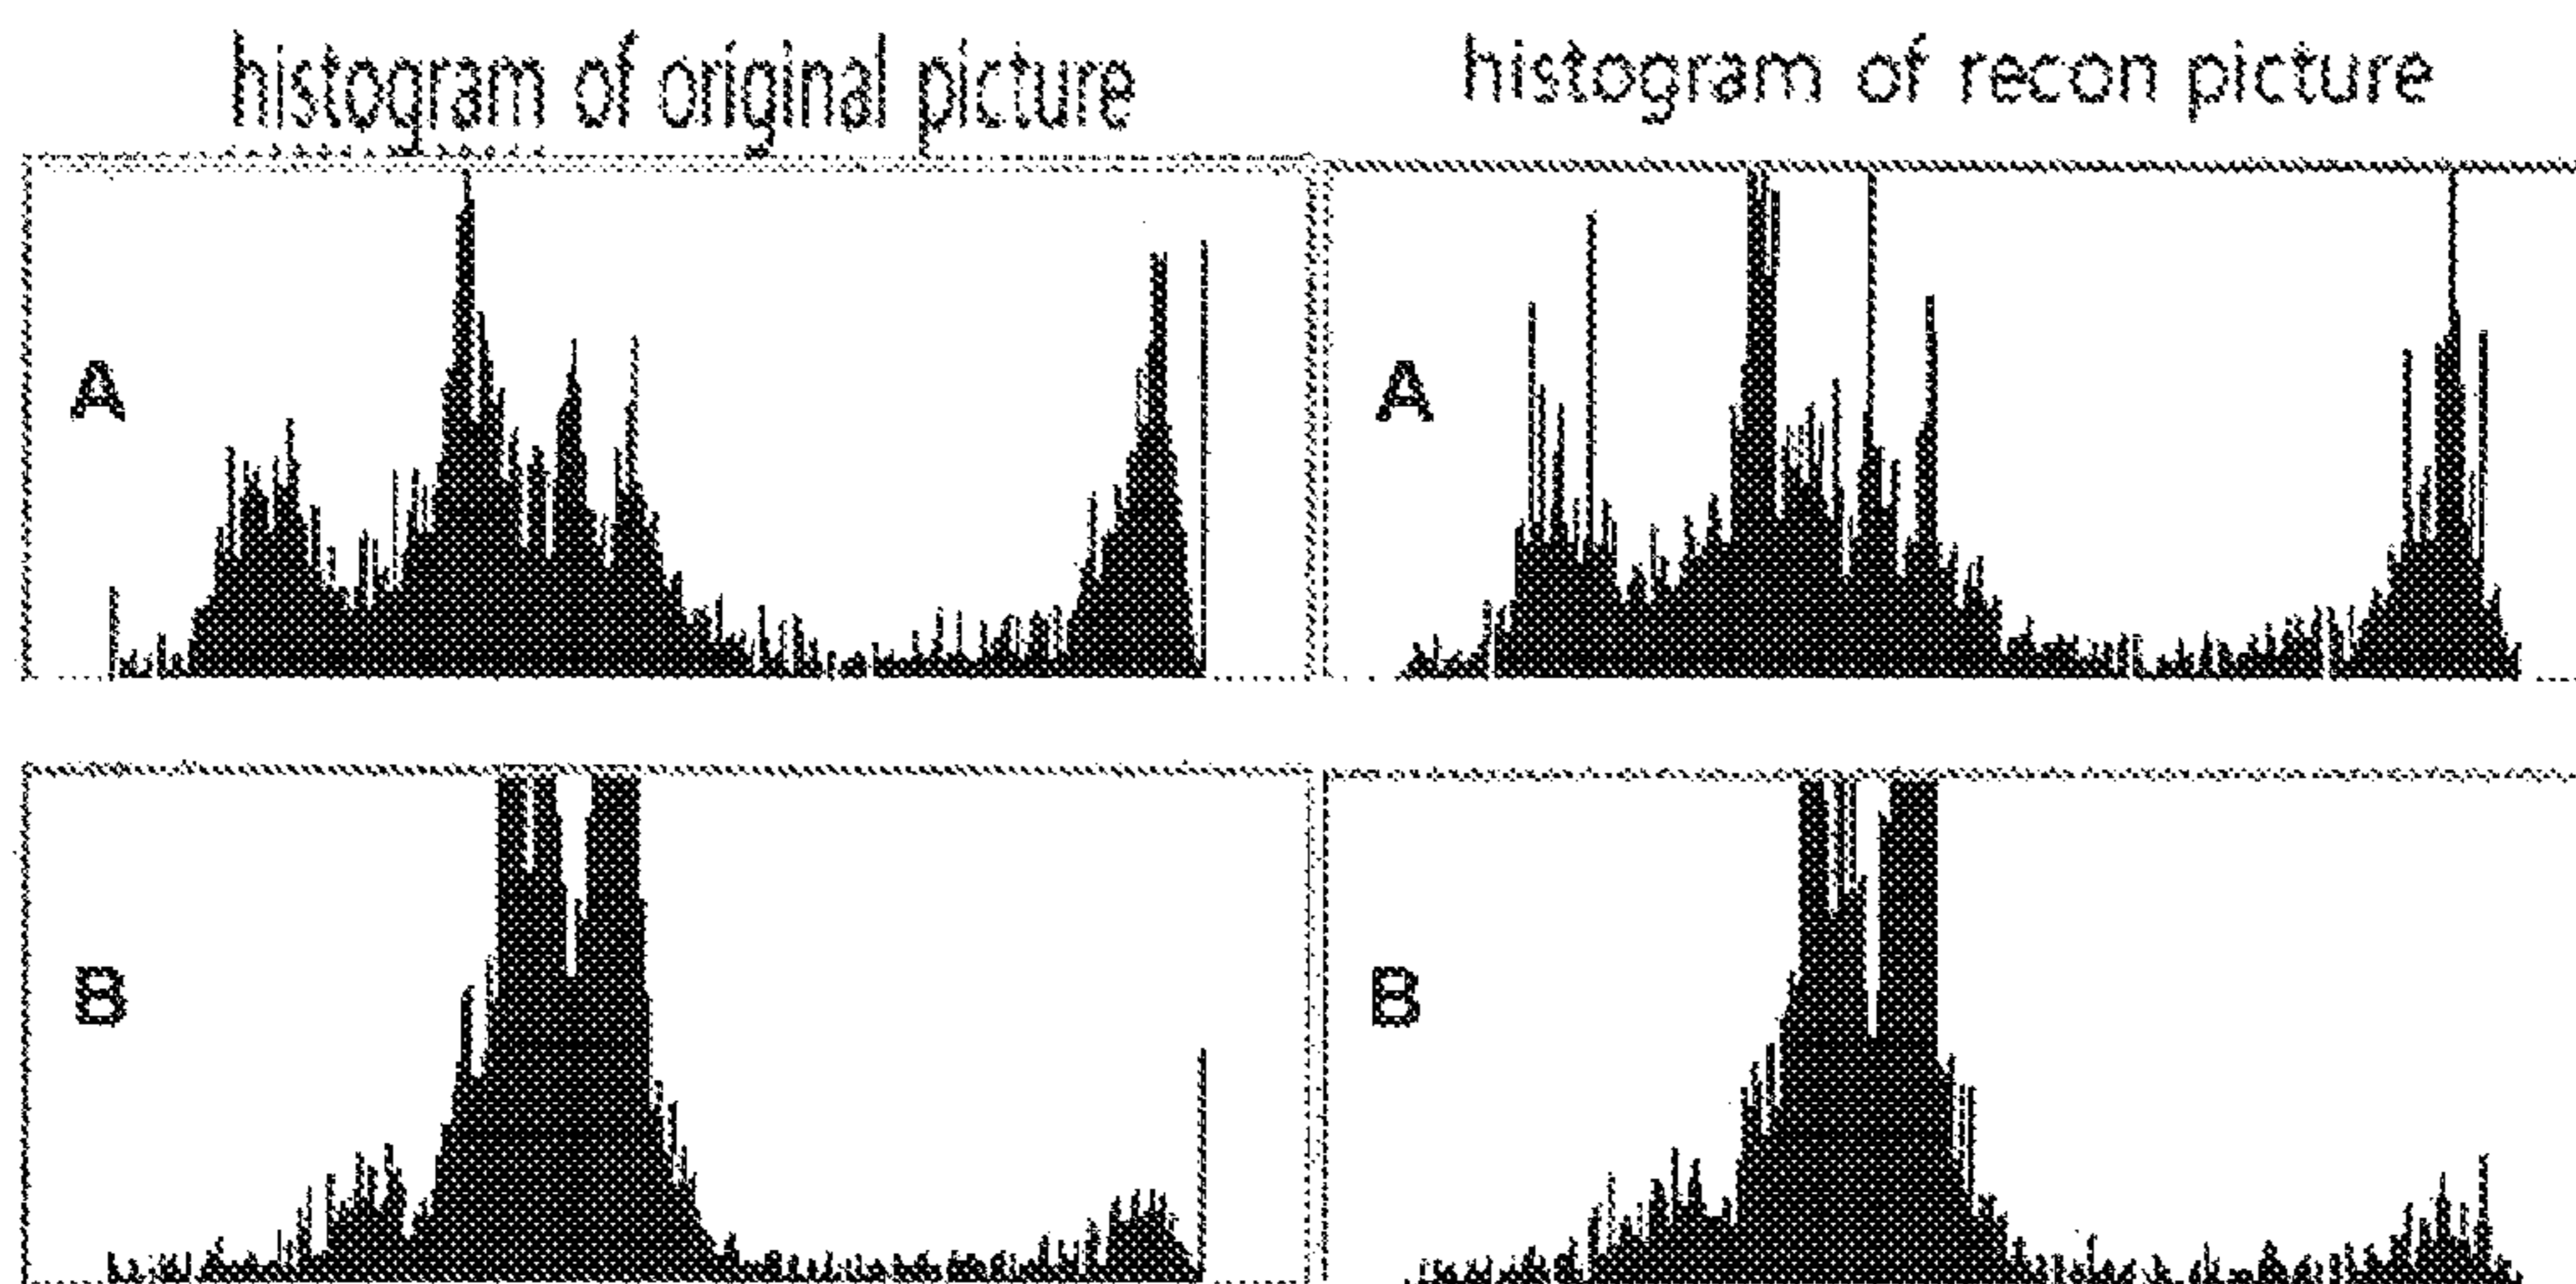 histogram of original picture
histogram of recon picture
A
A
B
B